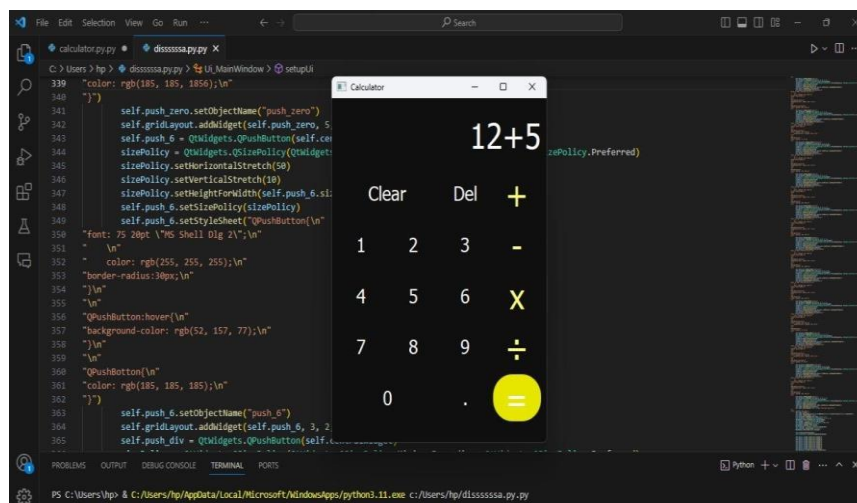 File Edit Selection View Go Run ...
Search
calculator.py.py
disssssa.py.py
C: > Users > hp > disssssa.py.py > Ui_MainWindow > setupUi
339 "color: rgb(185, 185, 1856);\n"
340 "}")
341 self.push_zero.setObjectName("push_zero")
342 self.gridLayout.addWidget(self.push_zero, 5
343 self.push_6 = QtWidgets.QPushButton(self.ce
344 sizePolicy = QtWidgets.QSizePolicy(QtWidget zePolicy.Preferred)
345 sizePolicy.setHorizontalStretch(50)
346 sizePolicy.setVerticalStretch(10)
347 sizePolicy.setHeightForWidth(self.push_6.si
348 self.push_6.setSizePolicy(sizePolicy)
349 self.push_6.setStyleSheet("QPushButton{\n"
350 "font: 75 20pt \"MS Shell Dlg 2\";\n"
351 " \n"
352 " color: rgb(255, 255, 255);\n"
353 "border-radius:30px;\n"
354 "}\n"
355 "\n"
356 "QPushButton:hover{\n"
357 "background-color: rgb(52, 157, 77);\n"
358 "}\n"
359 "\n"
360 "QPushBotton{\n"
361 "color: rgb(185, 185, 185);\n"
362 "}")
363 self.push_6.setObjectName("push_6")
364 self.gridLayout.addWidget(self.push_6, 3, 2
365 self.push_div = QtWidgets.QPushButton(self.
Calculator
12+5
Clear Del +
1 2 3 -
4 5 6 X
7 8 9 ÷
0 . =
PROBLEMS OUTPUT DEBUG CONSOLE TERMINAL PORTS
Python
PS C:\Users\hp> & C:/Users/hp/AppData/Local/Microsoft/WindowsApps/python3.11.exe c:/Users/hp/disssssa.py.py